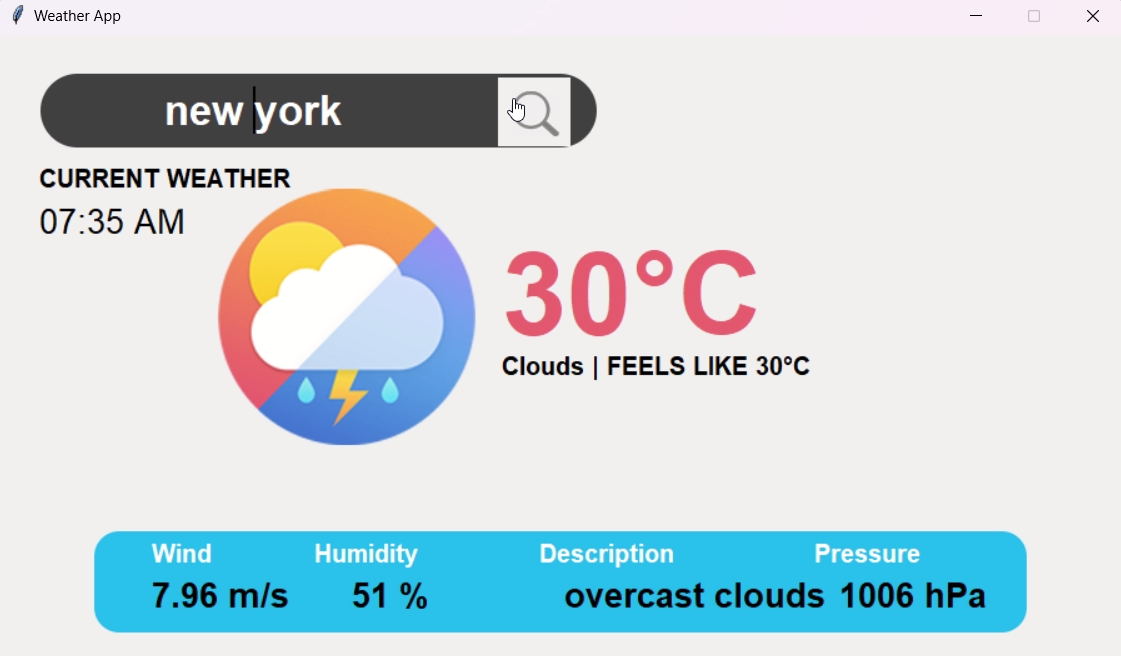 Weather App
new york
CURRENT WEATHER
07:35 AM
30°C
Clouds | FEELS LIKE 30°C
Wind Humidity Description Pressure
7.96 m/s 51 % overcast clouds 1006 hPa